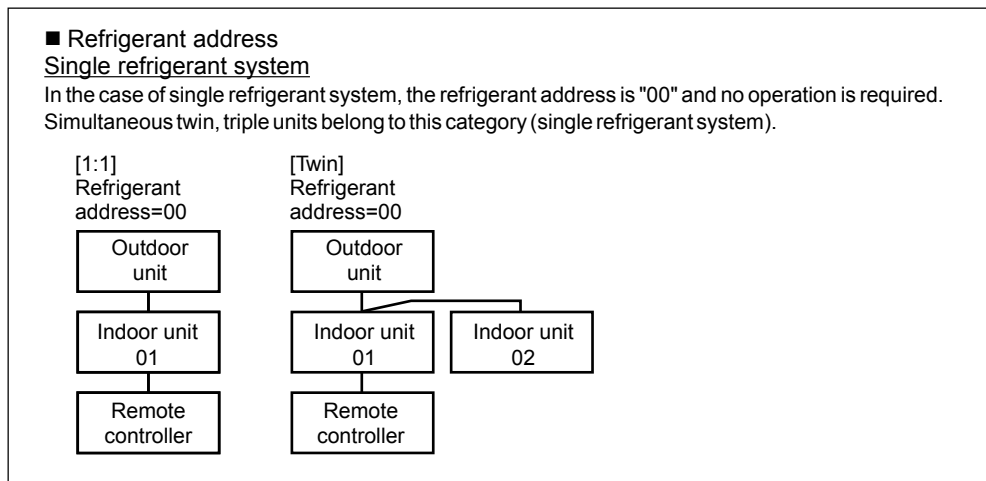 ■ Refrigerant address
Single refrigerant system
In the case of single refrigerant system, the refrigerant address is "00" and no operation is required.
Simultaneous twin, triple units belong to this category (single refrigerant system).
[1:1]
Refrigerant
address=00
Outdoor
unit
Indoor unit
01
Remote
controller
[Twin]
Refrigerant
address=00
Outdoor
unit
Indoor unit
01
Indoor unit
02
Remote
controller